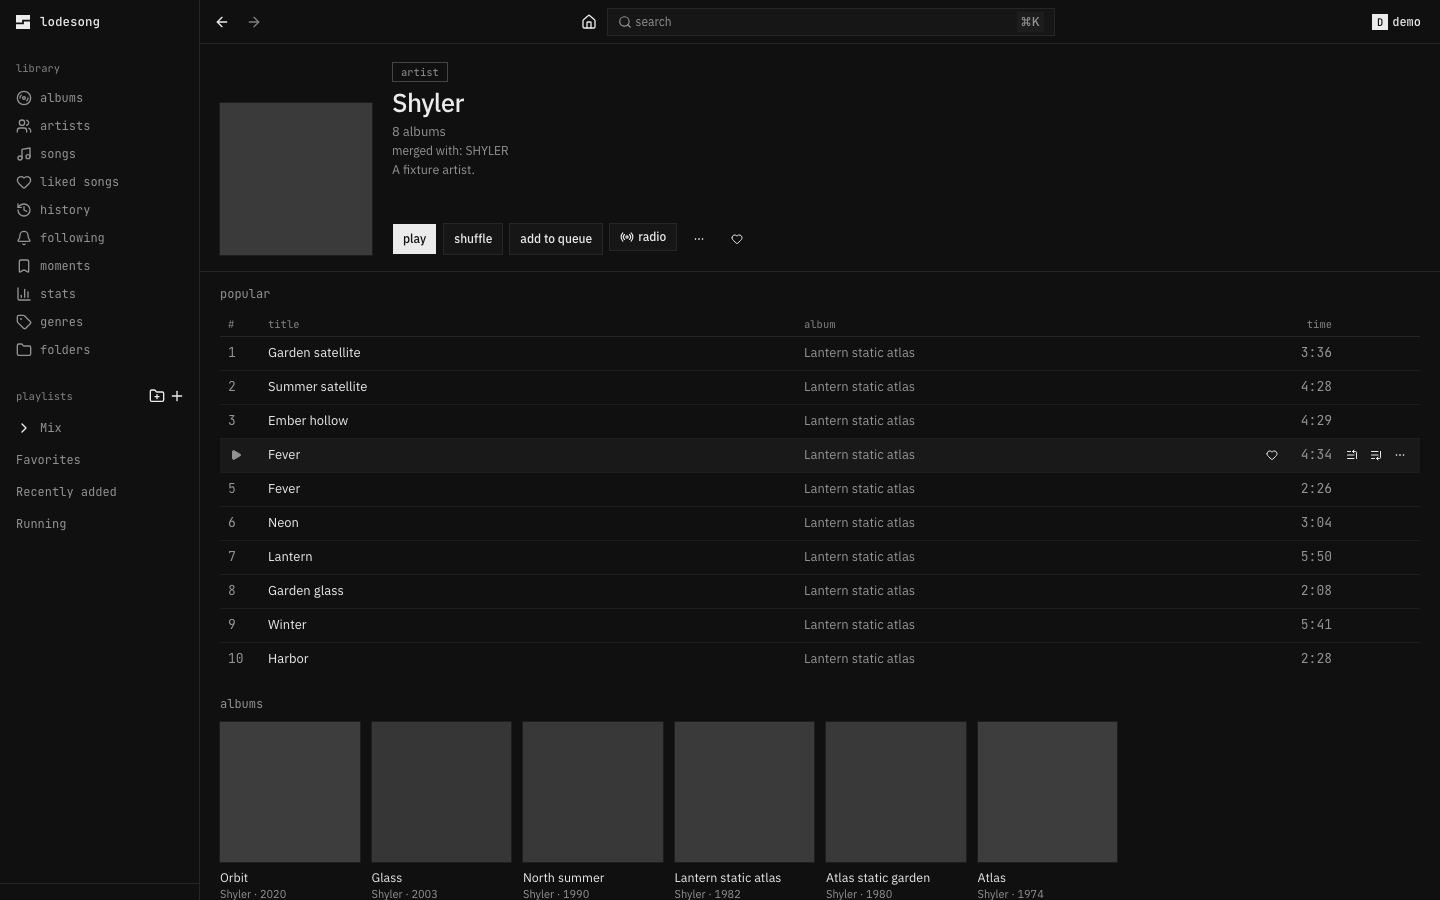 lodesong
search
⌘K
D demo
library
albums
artists
songs
liked songs
history
following
moments
stats
genres
folders
playlists
Mix
Favorites
Recently added
Running
artist
Shyler
8 albums
merged with: SHYLER
A fixture artist.
play shuffle add to queue radio
popular
# title album time
1 Garden satellite Lantern static atlas 3:36
2 Summer satellite Lantern static atlas 4:28
3 Ember hollow Lantern static atlas 4:29
Fever Lantern static atlas 4:34
5 Fever Lantern static atlas 2:26
6 Neon Lantern static atlas 3:04
7 Lantern Lantern static atlas 5:50
8 Garden glass Lantern static atlas 2:08
9 Winter Lantern static atlas 5:41
10 Harbor Lantern static atlas 2:28
albums
Orbit
Shyler · 2020
Glass
Shyler · 2003
North summer
Shyler · 1990
Lantern static atlas
Shyler · 1982
Atlas static garden
Shyler · 1980
Atlas
Shyler · 1974